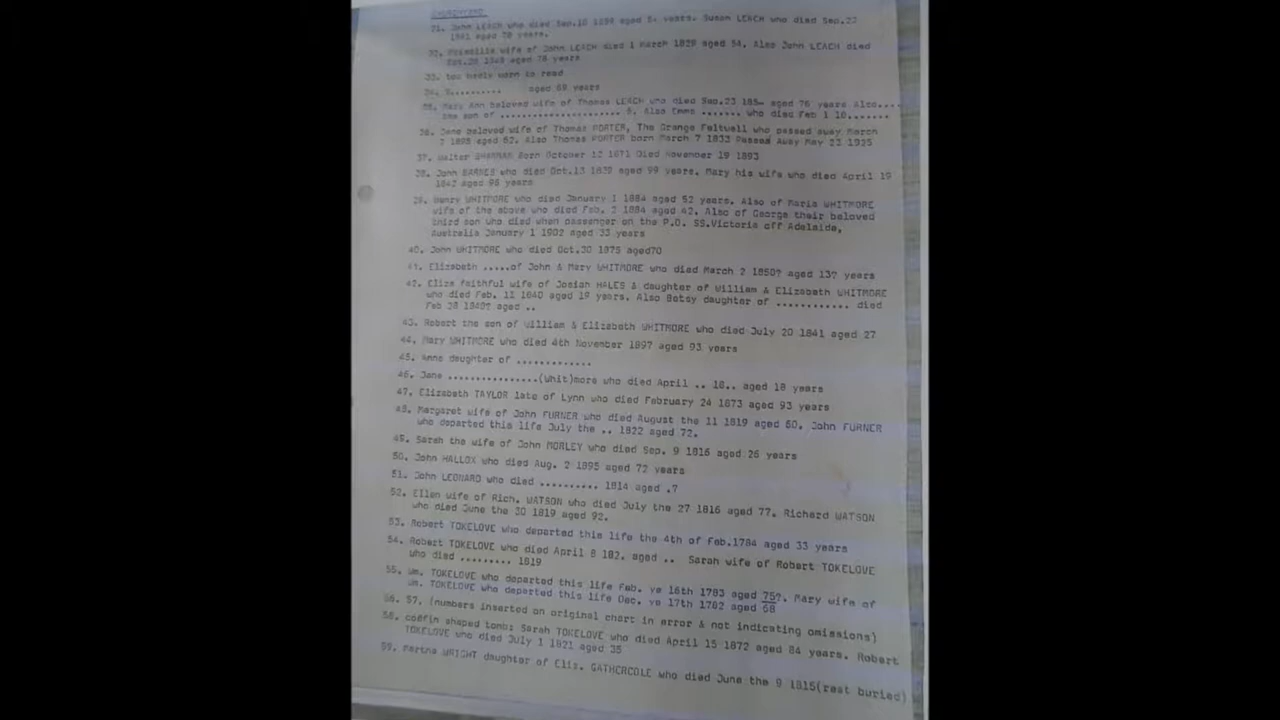 CHURCHYARD
31. John LEACH who died Sep.18 1899 aged years. Susan LEACH who died Sep.23
1841 aged 70 years.
32. Priscilla wife of John LEACH died 1 March 1829 aged 54. Also John LEACH died
1849 aged 78 years
33. too badly worn to read
34. aged 69 years
35. Mary Ann beloved wife of Thomas LEACH who died Sep.23 185- aged 76 years Also....
the son of ..................... 6. Also Emma ....... who died Feb 1 18.......
36. Jane beloved wife of Thomas PORTER, The Grange Feltwell who passed away March
7 1895 aged 62. Also Thomas PORTER born March 7 1833 Passed Away May 23 1925
37. Walter SHARMAN Born October 12 1871 Died November 19 1893
38. John BARNES who died Oct.13 1839 aged 99 years. Mary his wife who died April 19
1842 aged 96 years
39. Henry WHITMORE who died January 1 1884 aged 52 years. Also of Maria WHITMORE
wife of the above who died Feb. 1884 aged 42. Also of George their beloved
third son who died when passenger on the P.O. SS.Victoria off Adelaide,
Australia January 1 1902 aged 33 years
40. John WHITMORE who died Oct.30 1875 aged70
41. Elizabeth .....of John & Mary WHITMORE who died March 2 1850? aged 13? years
42. Eliza faithful wife of Josiah HALES & daughter of William & Elizabeth WHITMORE
who died Feb. 11 1840 aged 19 years. Also Betsy daughter of ............ died
Feb 28 1840? aged ..
43. Robert the son of William & Elizabeth WHITMORE who died July 20 1841 aged 27
44. Mary WHITMORE who died 4th November 1897 aged 93 years
45. Anna daughter of .............
46. Jane ................(Whit)more who died April .. 18.. aged 18 years
47. Elizabeth TAYLOR late of Lynn who died February 24 1873 aged 93 years
48. Margaret wife of John FURNER who died August the 11 1819 aged 60. John FURNER
who departed this life July the .. 1822 aged 72.
49. Sarah the wife of John MORLEY who died Sep. 9 1816 aged 26 years
50. John HALLOX who died Aug. 2 1895 aged 72 years
51. John LEONARD who died .......... 1814 aged .7
52. Ellen wife of Rich. WATSON who died July the 27 1816 aged 77. Richard WATSON
who died June the 30 1819 aged 92.
53. Robert TOKELOVE who departed this life the 4th of Feb.1784 aged 33 years
54. Robert TOKELOVE who died April 8 182. aged .. Sarah wife of Robert TOKELOVE
who died ......... 1819
55. Wm. TOKELOVE who departed this life Feb. ye 16th 1783 aged 75?. Mary wife of
Wm. TOKELOVE who departed this life Dec. ye 17th 1782 aged 68
56. 57. (numbers inserted on original chart in error & not indicating omissions)
58. coffin shaped tomb: Sarah TOKELOVE who died April 15 1872 aged 84 years. Robert
TOKELOVE who died July 1 1821 aged 35
59. Martha WRIGHT daughter of Eliz. GATHERCOLE who died June the 9 1815(rest buried)